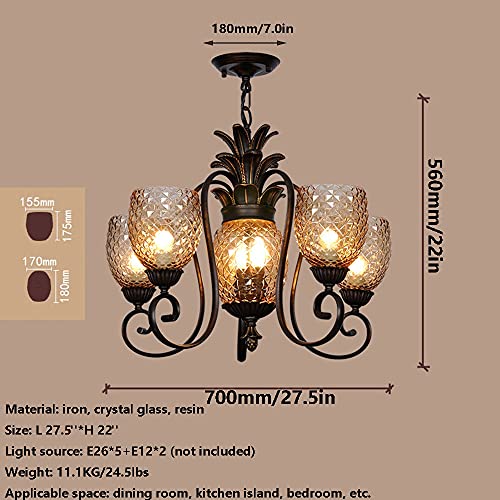 180mm/7.0in
155mm
175mm
170mm
180mm
560mm/22in
700mm/27.5in
Material: iron, crystal glass, resin
Size: L 27.5''*H 22''
Light source: E26*5+E12*2 (not included)
Weight: 11.1KG/24.5lbs
Applicable space: dining room, kitchen island, bedroom, etc.